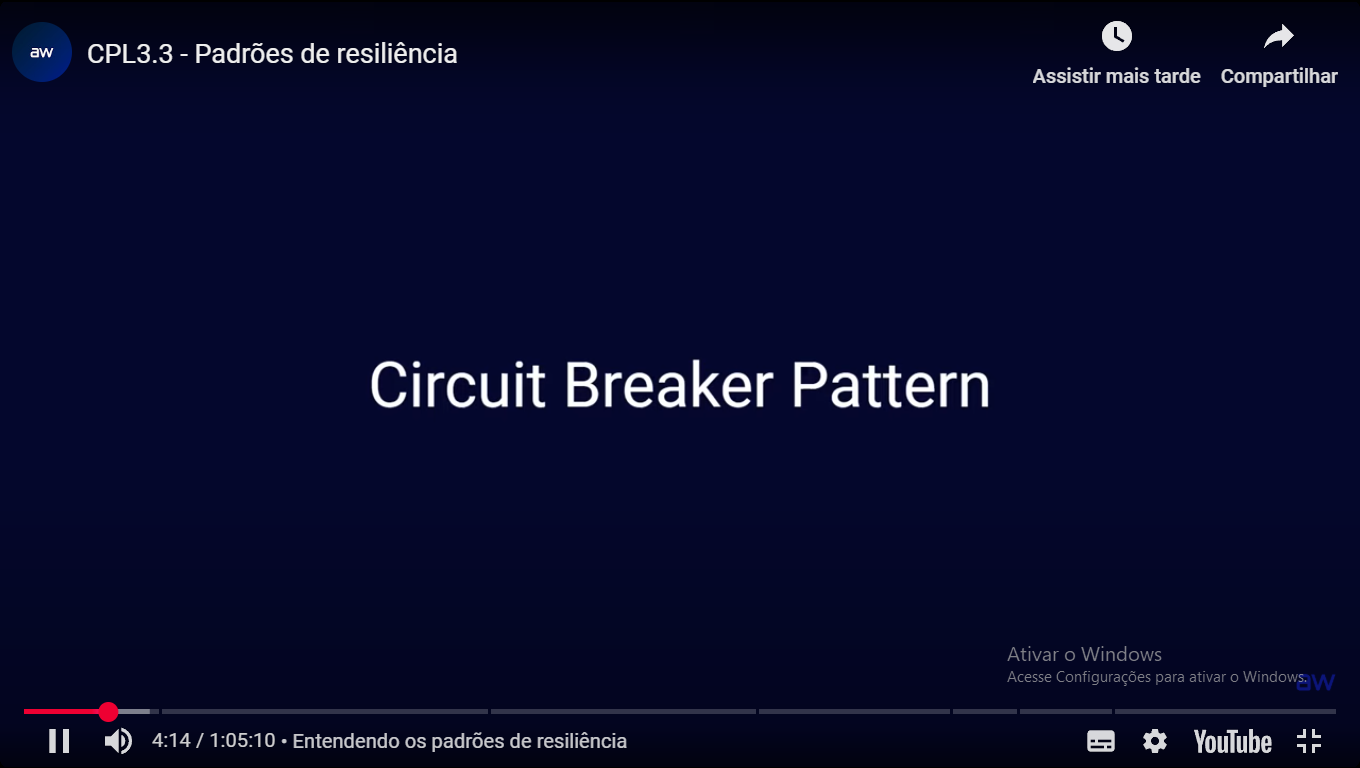 aw
CPL3.3 - Padrões de resiliência
Assistir mais tarde
Compartilhar
Circuit Breaker Pattern
Ativar o Windows
Acesse Configurações para ativar o Windows.
aw
4:14 / 1:05:10 • Entendendo os padrões de resiliência
YouTube